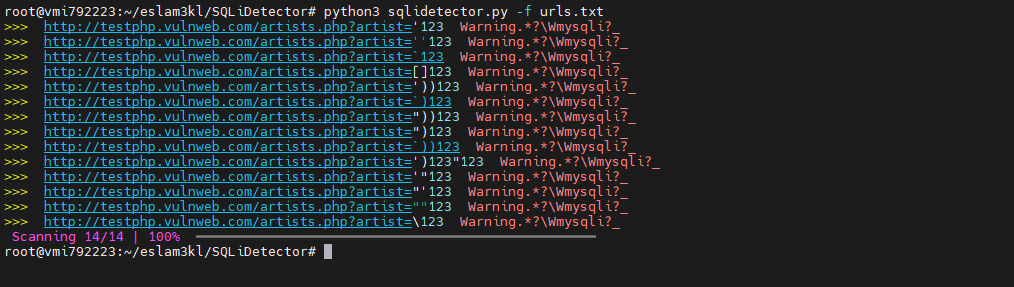 root@vmi792223:~/eslam3kl/SQLiDetector# python3 sqlidetector.py -f urls.txt
>>> http://testphp.vulnweb.com/artists.php?artist='123 Warning.*?\Wmysqli?_
>>> http://testphp.vulnweb.com/artists.php?artist=''123 Warning.*?\Wmysqli?_
>>> http://testphp.vulnweb.com/artists.php?artist=`123 Warning.*?\Wmysqli?_
>>> http://testphp.vulnweb.com/artists.php?artist=[]123 Warning.*?\Wmysqli?_
>>> http://testphp.vulnweb.com/artists.php?artist='))123 Warning.*?\Wmysqli?_
>>> http://testphp.vulnweb.com/artists.php?artist=`)123 Warning.*?\Wmysqli?_
>>> http://testphp.vulnweb.com/artists.php?artist="))123 Warning.*?\Wmysqli?_
>>> http://testphp.vulnweb.com/artists.php?artist=")123 Warning.*?\Wmysqli?_
>>> http://testphp.vulnweb.com/artists.php?artist=`))123 Warning.*?\Wmysqli?_
>>> http://testphp.vulnweb.com/artists.php?artist=')123"123 Warning.*?\Wmysqli?_
>>> http://testphp.vulnweb.com/artists.php?artist='"123 Warning.*?\Wmysqli?_
>>> http://testphp.vulnweb.com/artists.php?artist="'123 Warning.*?\Wmysqli?_
>>> http://testphp.vulnweb.com/artists.php?artist=""123 Warning.*?\Wmysqli?_
>>> http://testphp.vulnweb.com/artists.php?artist=\123 Warning.*?\Wmysqli?_
Scanning 14/14 | 100%
root@vmi792223:~/eslam3kl/SQLiDetector#